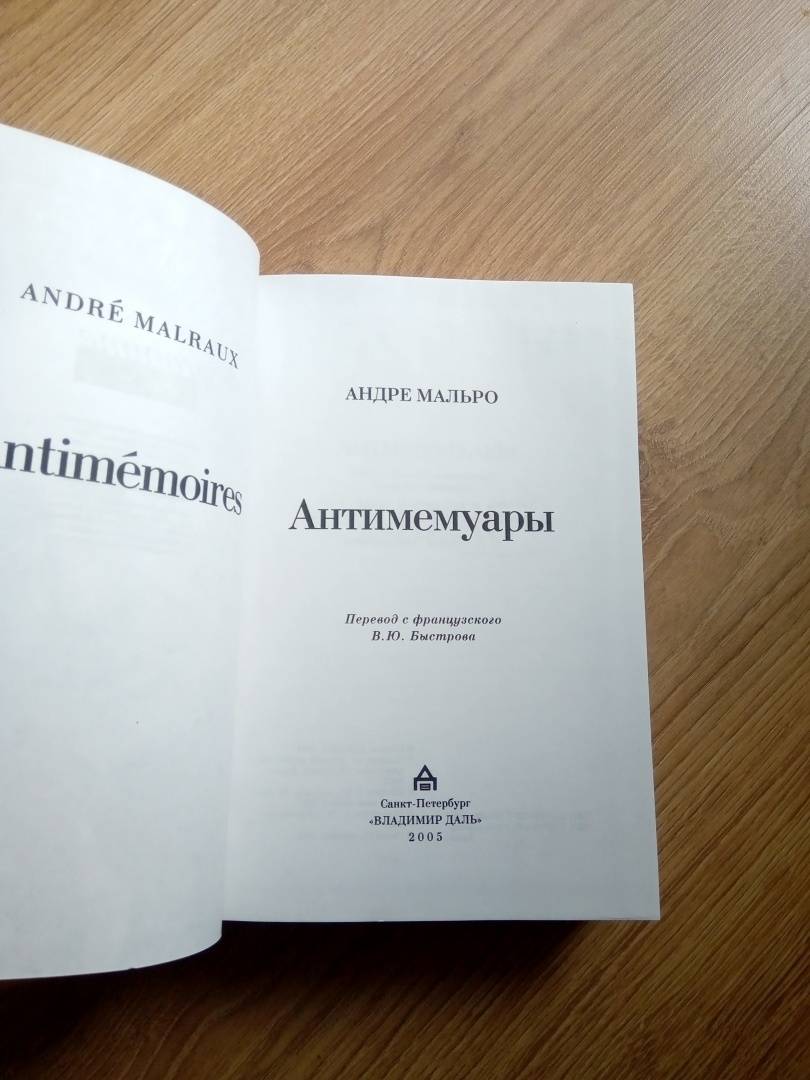 ANDRÉ MALRAUX
ntimémoires
АНДРЕ МАЛЬРО
Антимемуары
Перевод с французского
В.Ю. Быстрова
Санкт-Петербург
«ВЛАДИМИР ДАЛЬ»
2005